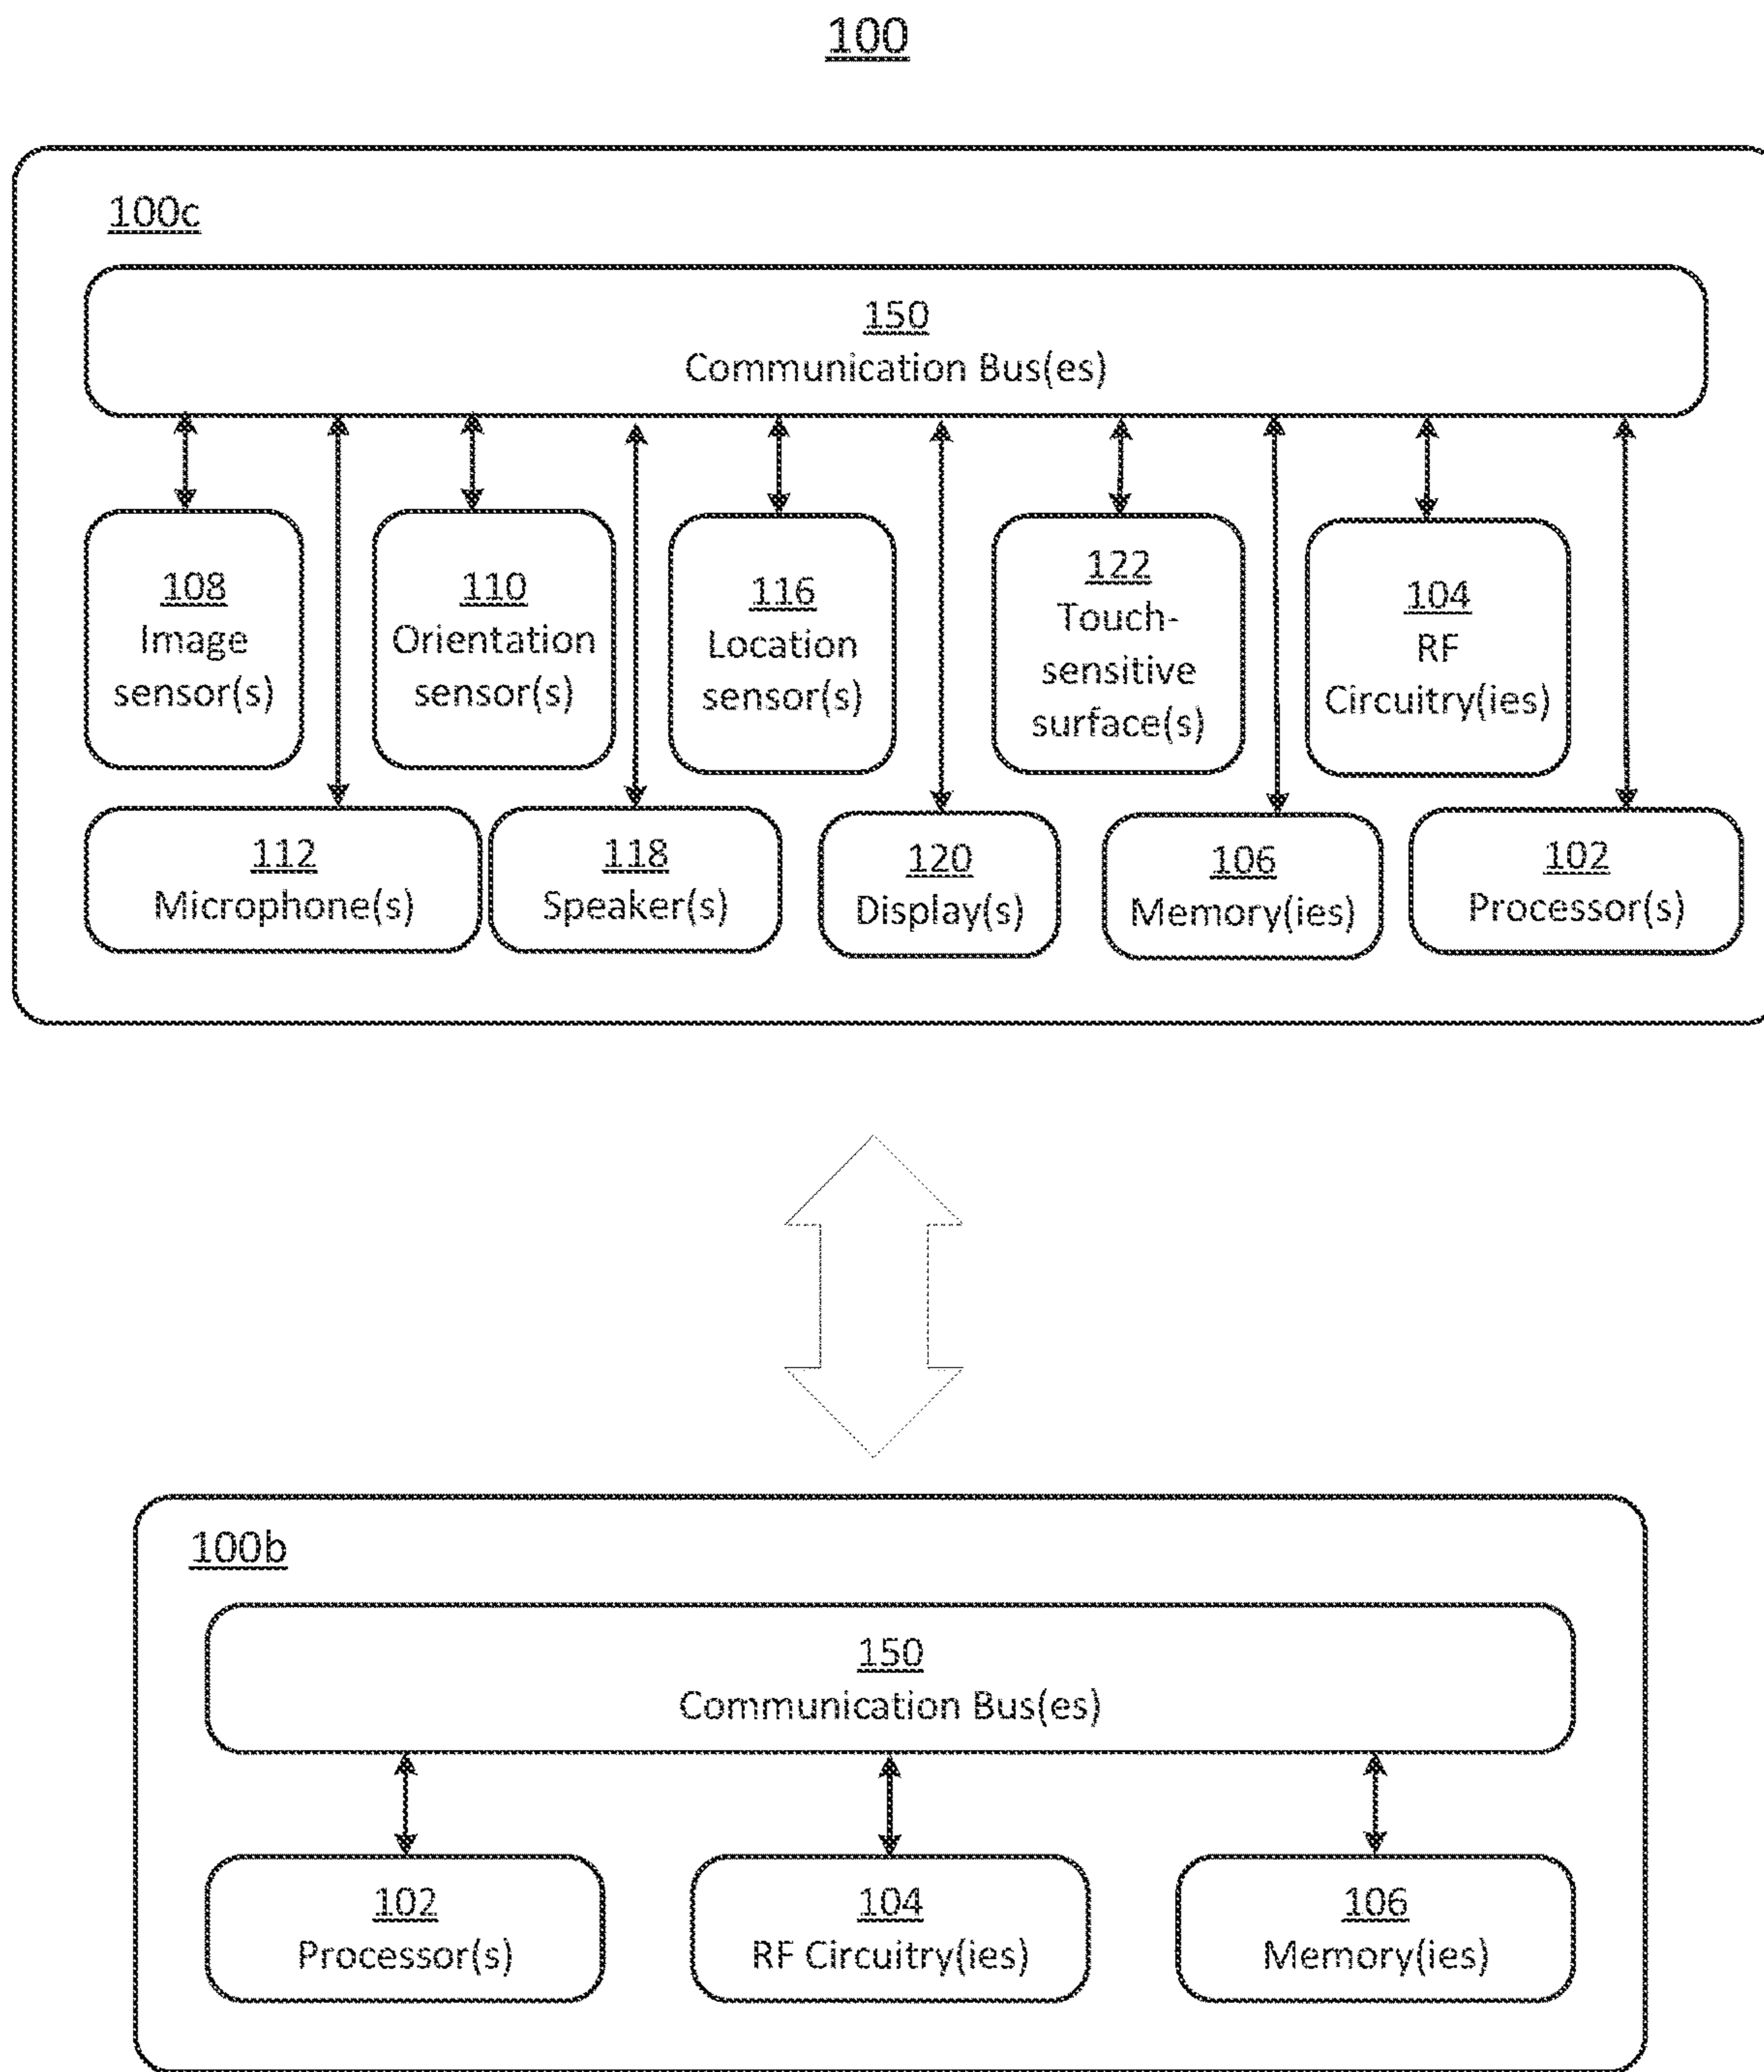 100
100c
150
Communication Bus(es)
108
Image
sensor(s)
110
Orientation
sensor(s)
116
Location
sensor(s)
122
Touch-
sensitive
surface(s)
104
RF
Circuitry(ies)
112
Microphone(s)
118
Speaker(s)
120
Display(s)
106
Memory(ies)
102
Processor(s)
100b
150
Communication Bus(es)
102
Processor(s)
104
RF Circuitry(ies)
106
Memory(ies)